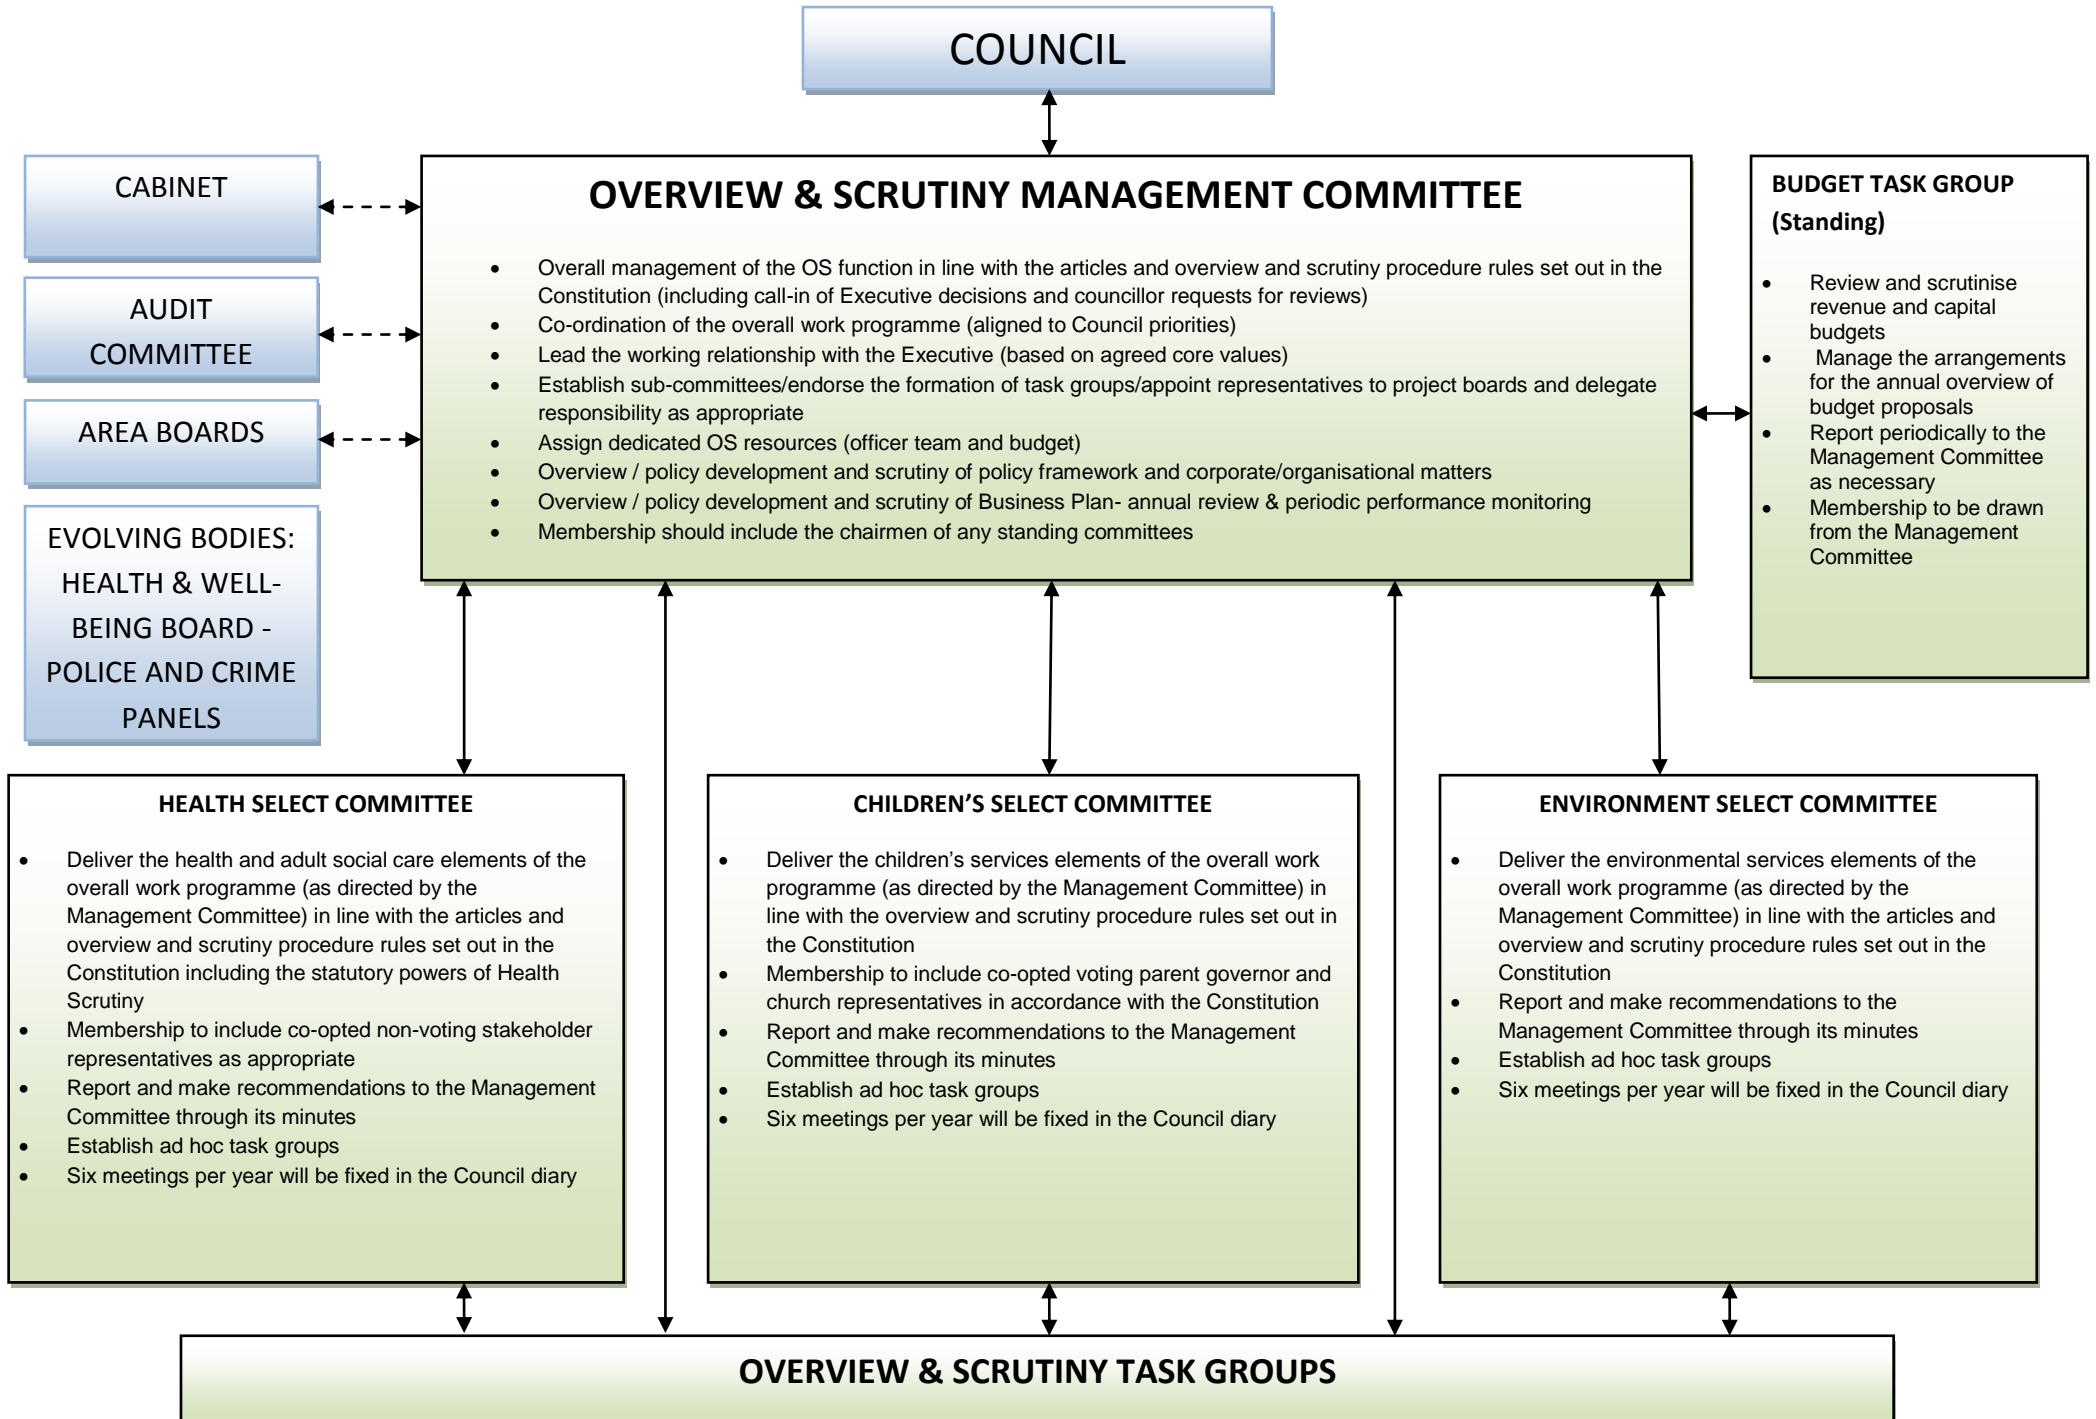 COUNCIL
CABINET
AUDIT
COMMITTEE
AREA BOARDS
EVOLVING BODIES:
HEALTH & WELL-
BEING BOARD -
POLICE AND CRIME
PANELS
OVERVIEW & SCRUTINY MANAGEMENT COMMITTEE
• Overall management of the OS function in line with the articles and overview and scrutiny procedure rules set out in the
Constitution (including call-in of Executive decisions and councillor requests for reviews)
• Co-ordination of the overall work programme (aligned to Council priorities)
• Lead the working relationship with the Executive (based on agreed core values)
• Establish sub-committees/endorse the formation of task groups/appoint representatives to project boards and delegate
responsibility as appropriate
• Assign dedicated OS resources (officer team and budget)
• Overview / policy development and scrutiny of policy framework and corporate/organisational matters
• Overview / policy development and scrutiny of Business Plan- annual review & periodic performance monitoring
• Membership should include the chairmen of any standing committees
BUDGET TASK GROUP
(Standing)
• Review and scrutinise
revenue and capital
budgets
• Manage the arrangements
for the annual overview of
budget proposals
• Report periodically to the
Management Committee
as necessary
• Membership to be drawn
from the Management
Committee
HEALTH SELECT COMMITTEE
• Deliver the health and adult social care elements of the
overall work programme (as directed by the
Management Committee) in line with the articles and
overview and scrutiny procedure rules set out in the
Constitution including the statutory powers of Health
Scrutiny
• Membership to include co-opted non-voting stakeholder
representatives as appropriate
• Report and make recommendations to the Management
Committee through its minutes
• Establish ad hoc task groups
• Six meetings per year will be fixed in the Council diary
CHILDREN’S SELECT COMMITTEE
• Deliver the children’s services elements of the overall work
programme (as directed by the Management Committee) in
line with the overview and scrutiny procedure rules set out in
the Constitution
• Membership to include co-opted voting parent governor and
church representatives in accordance with the Constitution
• Report and make recommendations to the Management
Committee through its minutes
• Establish ad hoc task groups
• Six meetings per year will be fixed in the Council diary
ENVIRONMENT SELECT COMMITTEE
• Deliver the environmental services elements of the
overall work programme (as directed by the
Management Committee) in line with the articles and
overview and scrutiny procedure rules set out in the
Constitution
• Report and make recommendations to the
Management Committee through its minutes
• Establish ad hoc task groups
• Six meetings per year will be fixed in the Council diary
OVERVIEW & SCRUTINY TASK GROUPS